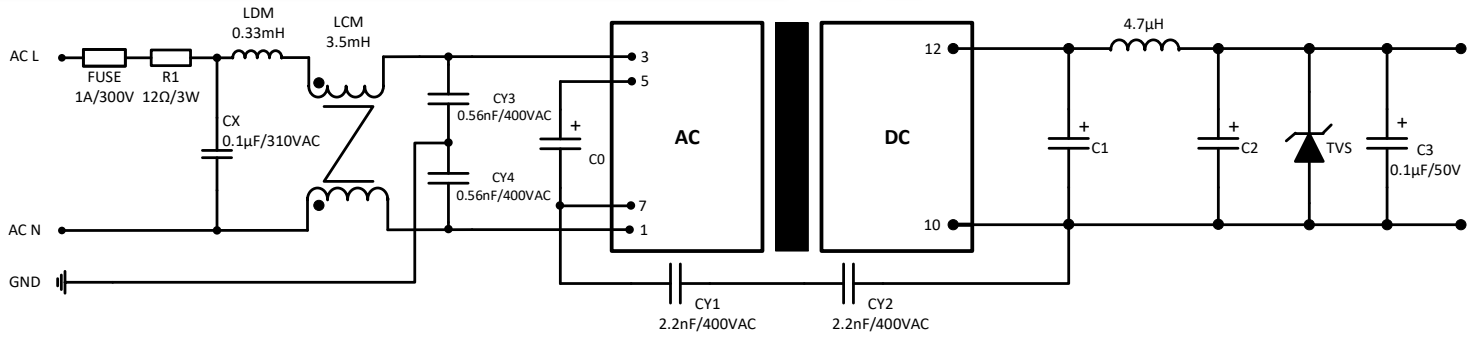 AC L
FUSE
1A/300V
R1
12Ω/3W
LDM
0.33mH
LCM
3.5mH
CX
0.1µF/310VAC
AC N
GND
CY3
0.56nF/400VAC
CY4
0.56nF/400VAC
+
C0
3
5
7
1
AC
DC
12
10
CY1
2.2nF/400VAC
CY2
2.2nF/400VAC
4.7µH
+
C1
+
C2
TVS
+
C3
0.1µF/50V